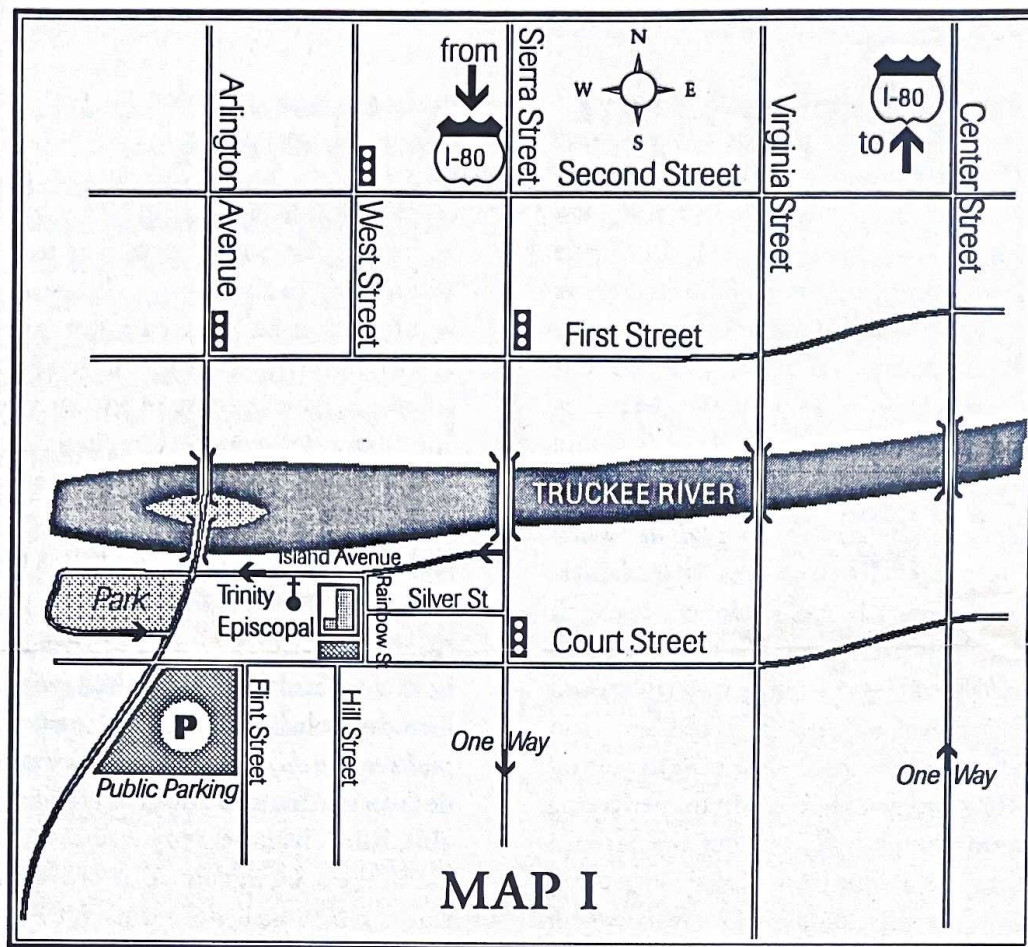 from
I-80
Sierra Street
N
W E
S
I-80
to
Arlington
Avenue
West Street
Second Street
Virginia
Street
Center
Street
First Street
TRUCKEE RIVER
Island Avenue
Park
Trinity
Episcopal
Rainbow St
Silver St
Court Street
P
Public Parking
Flint Street
Hill Street
One Way
One Way
MAP I